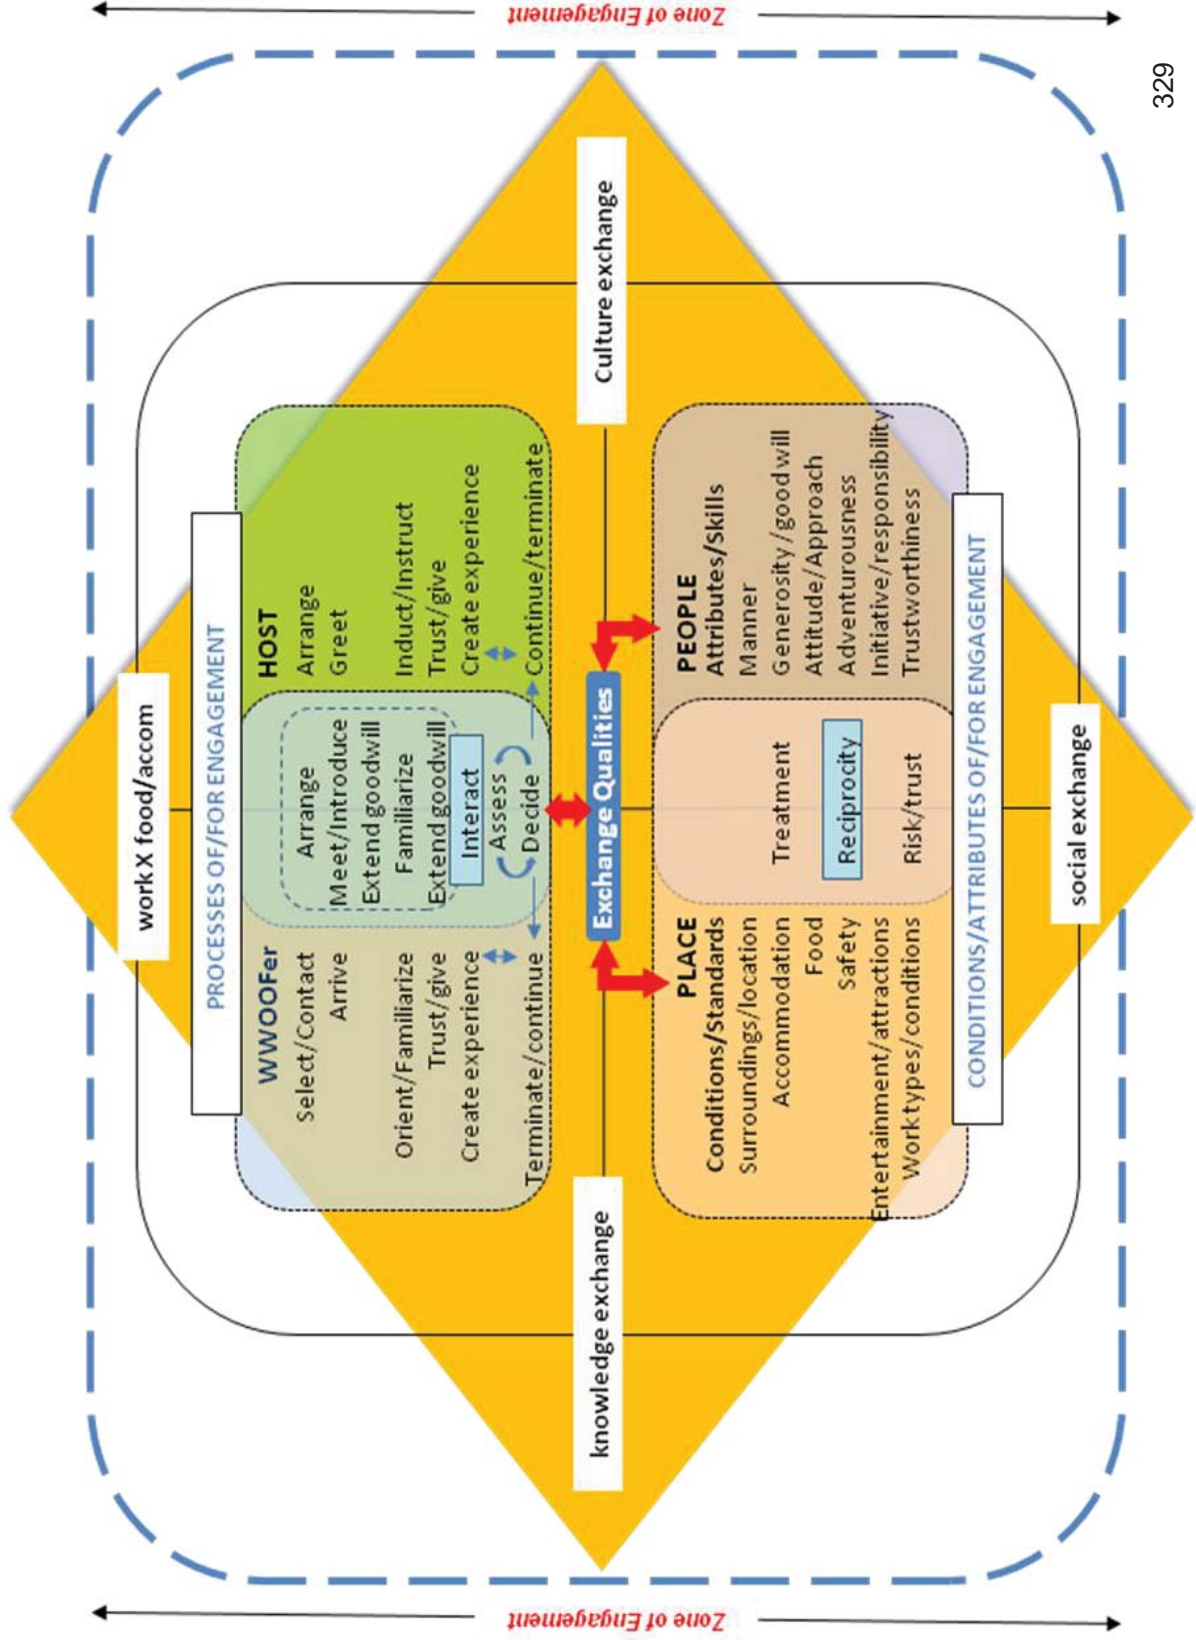 Zone of Engagement
work X food/accom
PROCESSES OF/FOR ENGAGEMENT
WWOOFer
Select/Contact
Arrive
Orient/Familiarize
Trust/give
Create experience
Terminate/continue
Arrange
Meet/Introduce
Extend goodwill
Familiarize
Extend goodwill
Interact
Assess
Decide
HOST
Arrange
Greet
Induct/Instruct
Trust/give
Create experience
Continue/terminate
knowledge exchange
Exchange Qualities
Culture exchange
PLACE
Conditions/Standards
Surroundings/location
Accommodation
Food
Safety
Entertainment/attractions
Work types/conditions
Treatment
Reciprocity
Risk/trust
PEOPLE
Attributes/Skills
Manner
Generosity/good will
Attitude/Approach
Adventurousness
Initiative/responsibility
Trustworthiness
CONDITIONS/ATTRIBUTES OF/FOR ENGAGEMENT
social exchange
Zone of Engagement
329